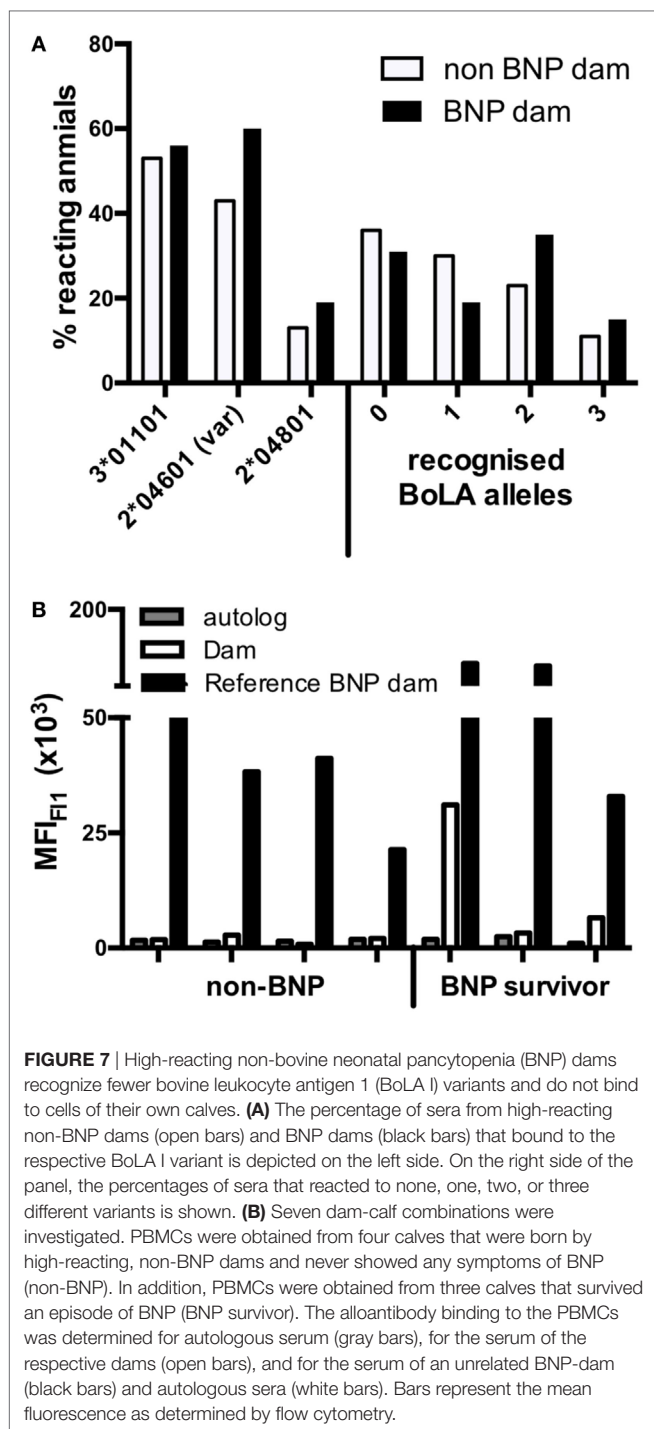 A
80
60
40
20
0
% reacting anmials
non BNP dam
BNP dam
3*01101
2*04601 (var)
2*04801
0
1
2
3
recognised
BoLA alleles
B
200
50
25
0
MFI FI1 (x10³)
autolog
Dam
Reference BNP dam
non-BNP
BNP survivor
FIGURE 7 | High-reacting non-bovine neonatal pancytopenia (BNP) dams
recognize fewer bovine leukocyte antigen 1 (BoLA I) variants and do not bind
to cells of their own calves. (A) The percentage of sera from high-reacting
non-BNP dams (open bars) and BNP dams (black bars) that bound to the
respective BoLA I variant is depicted on the left side. On the right side of the
panel, the percentages of sera that reacted to none, one, two, or three
different variants is shown. (B) Seven dam-calf combinations were
investigated. PBMCs were obtained from four calves that were born by
high-reacting, non-BNP dams and never showed any symptoms of BNP
(non-BNP). In addition, PBMCs were obtained from three calves that survived
an episode of BNP (BNP survivor). The alloantibody binding to the PBMCs
was determined for autologous serum (gray bars), for the serum of the
respective dams (open bars), and for the serum of an unrelated BNP-dam
(black bars) and autologous sera (white bars). Bars represent the mean
fluorescence as determined by flow cytometry.